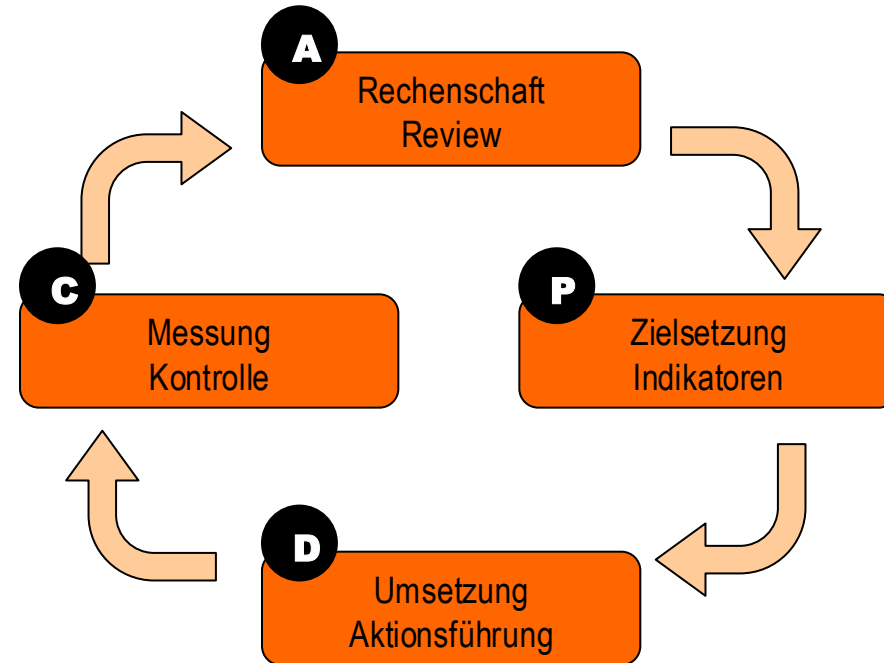 A
Rechenschaft
Review
C
Messung
Kontrolle
P
Zielsetzung
Indikatoren
D
Umsetzung
Aktionsführung